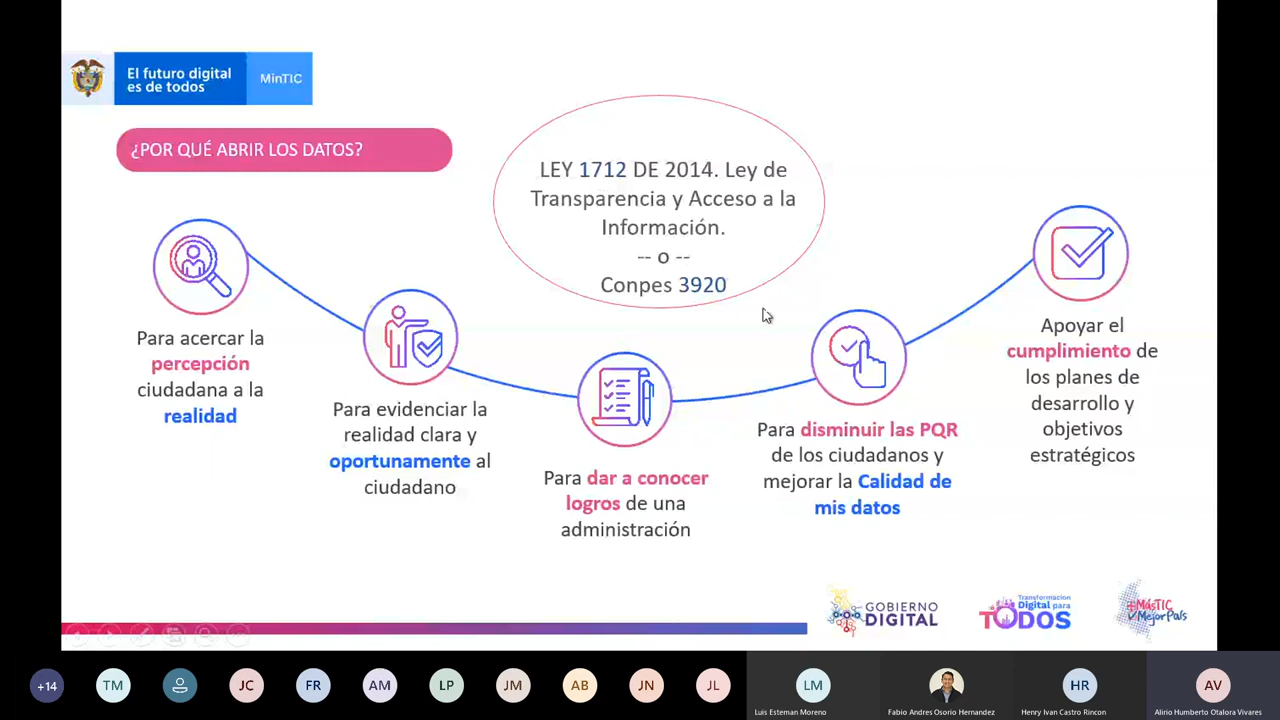 El futuro digital
es de todos
MinTIC
¿POR QUÉ ABRIR LOS DATOS?
LEY 1712 DE 2014. Ley de
Transparencia y Acceso a la
Información.
-- o --
Conpes 3920
Para acercar la
percepción
ciudadana a la
realidad
Para evidenciar la
realidad clara y
oportunamente al
ciudadano
Para dar a conocer
logros de una
administración
Para disminuir las PQR
de los ciudadanos y
mejorar la Calidad de
mis datos
Apoyar el
cumplimiento de
los planes de
desarrollo y
objetivos
estratégicos
GOBIERNO
DIGITAL
Transformacion
Digital para
TODOS
+MásTIC
MejorPaís
+14
TM
JC
FR
AM
LP
JM
AB
JN
JL
LM
HR
AV
Luis Esteman Moreno
Fabio Andres Osorio Hernandez
Henry Ivan Castro Rincon
Alirio Humberto Otalora Vivares